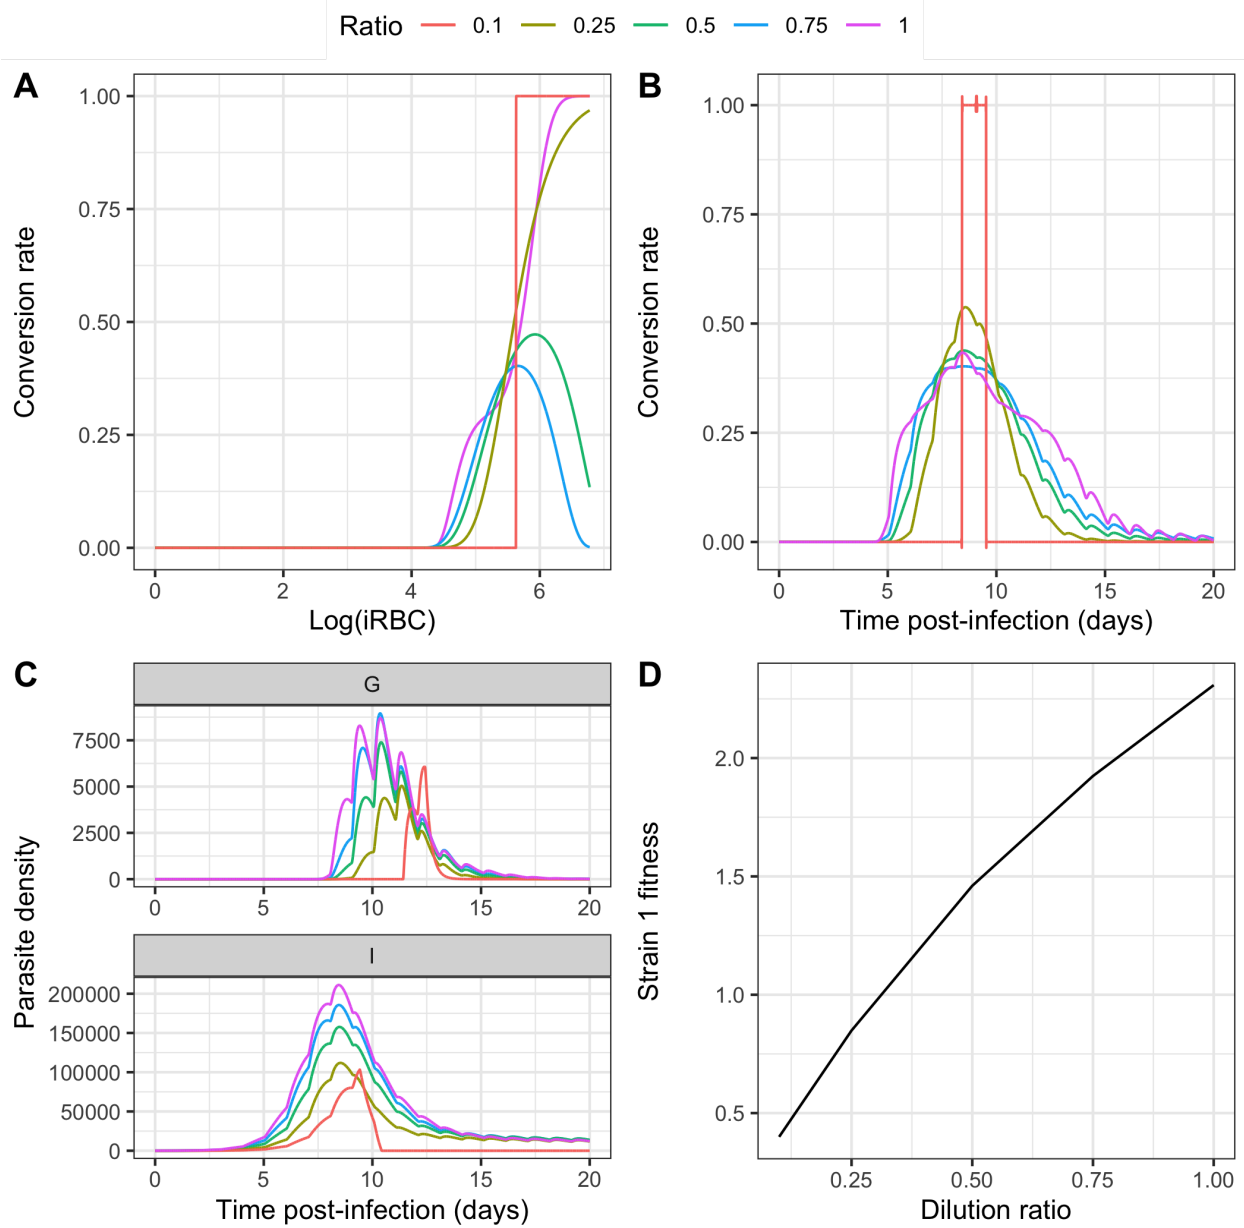 Ratio 0.1 0.25 0.5 0.75 1
A
1.00
0.75
0.50
0.25
0.00
Conversion rate
0 2 4 6
Log(iRBC)
B
1.00
0.75
0.50
0.25
0.00
Conversion rate
0 5 10 15 20
Time post-infection (days)
C
G
7500
5000
2500
0
0 5 10 15 20
Parasite density
I
200000
150000
100000
50000
0
0 5 10 15 20
Time post-infection (days)
D
2.0
1.5
1.0
0.5
Strain 1 fitness
0.25 0.50 0.75 1.00
Dilution ratio